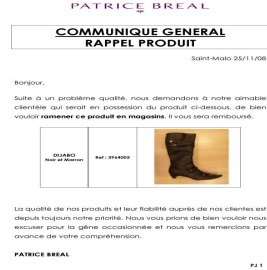 PATRICE BREAL
COMMUNIQUE GENERAL
RAPPEL PRODUIT
Saint-Malo 25/11/08
Bonjour,
Suite à un problème qualité, nous demandons à notre aimable
clientèle qui serait en possession du produit ci-dessous, de bien
vouloir ramener ce produit en magasins. Il vous sera remboursé.
DIJABO
Noir et Marron
Ref : 3964005
La qualité de nos produits et leur fiabilité auprès de nos clientes est
depuis toujours notre priorité. Nous vous prions de bien vouloir nous
excuser pour la gêne occasionnée et nous vous remercions par
avance de votre compréhension.
PATRICE BREAL
PJ 1